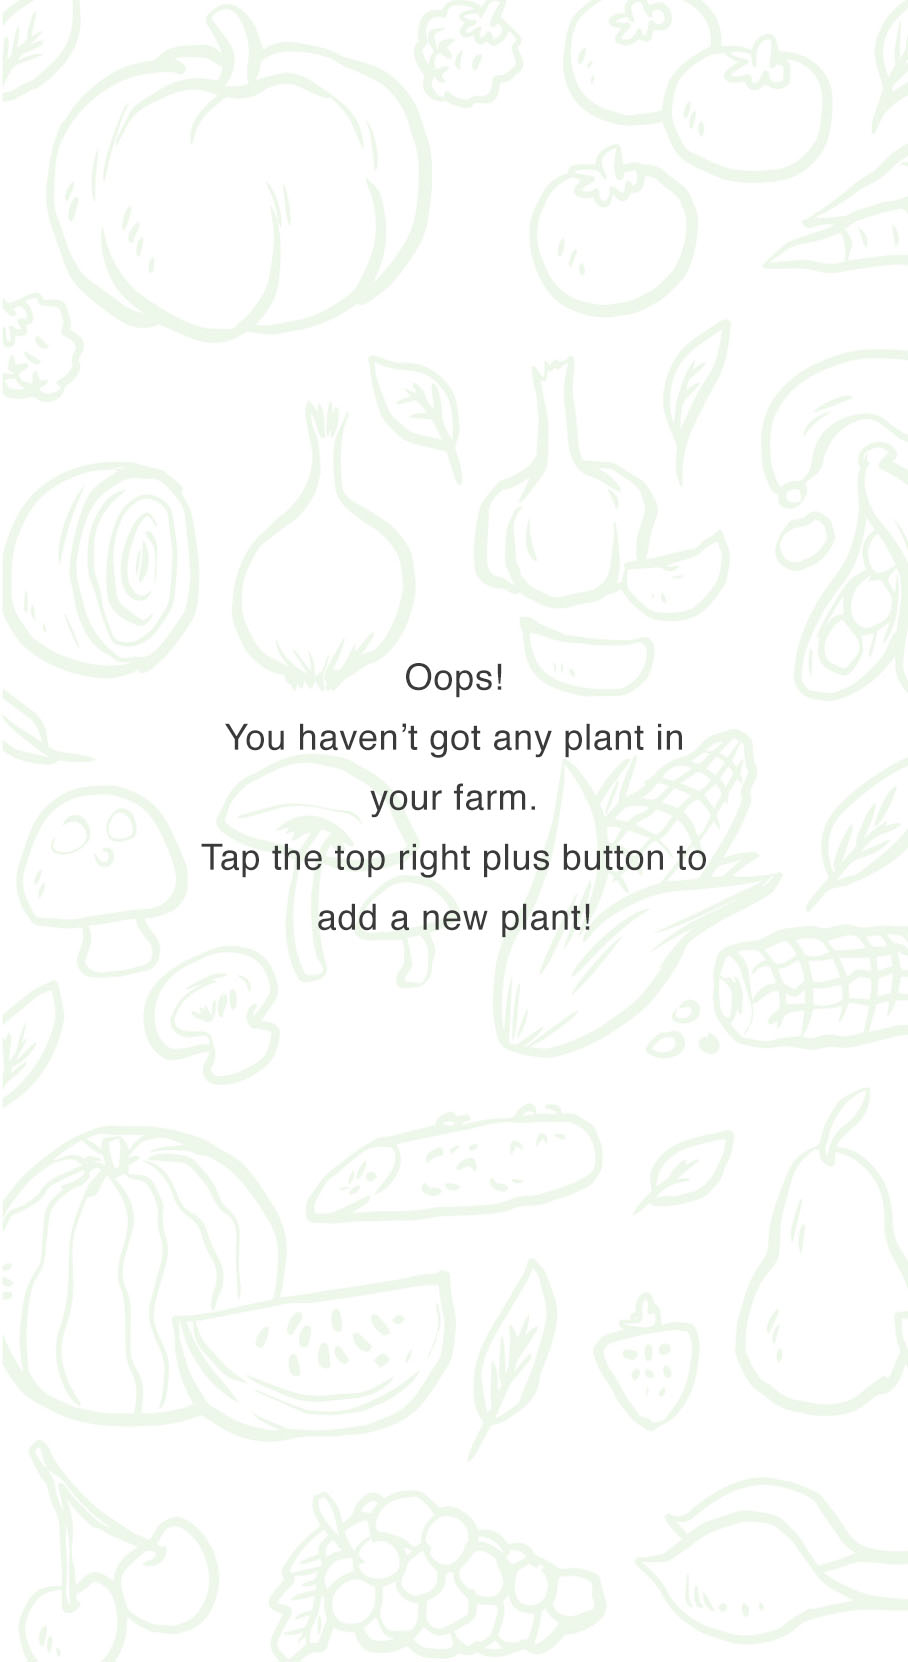 Oops!
You haven’t got any plant in
your farm.
Tap the top right plus button to
add a new plant!